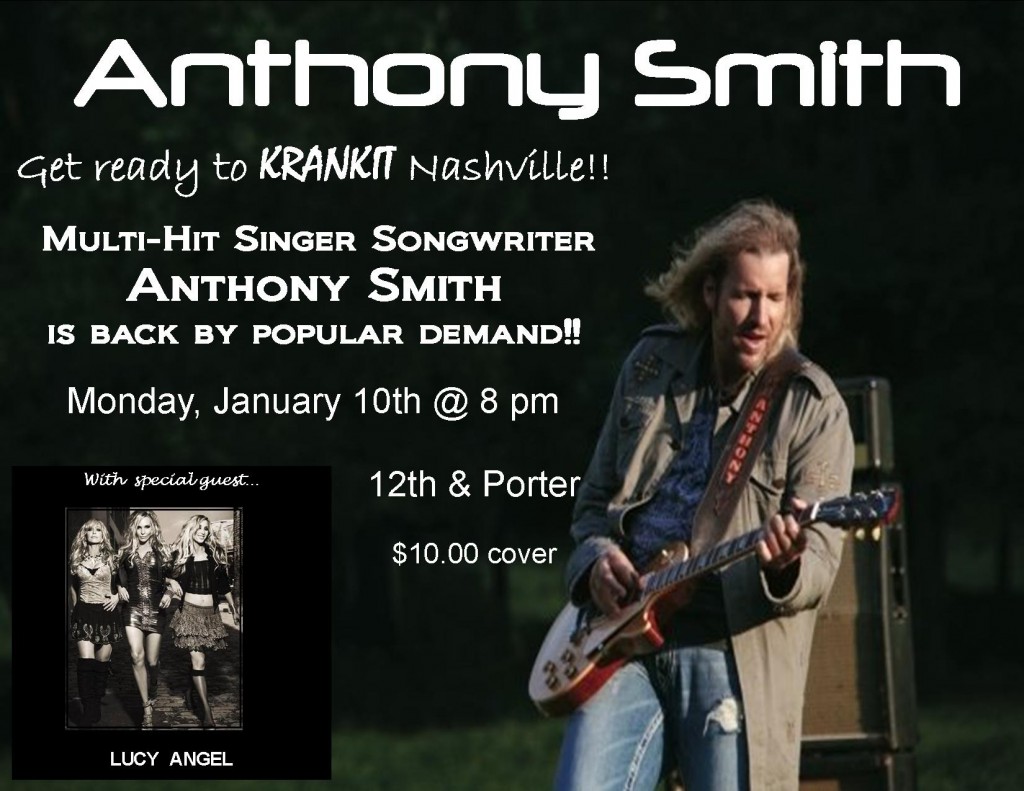 Anthony Smith
Get ready to KRANKIT Nashville!!
MULTI-HIT SINGER SONGWRITER
ANTHONY SMITH
IS BACK BY POPULAR DEMAND!!
Monday, January 10th @ 8 pm
12th & Porter
$10.00 cover
With special guest...
LUCY ANGEL
ANTHONY